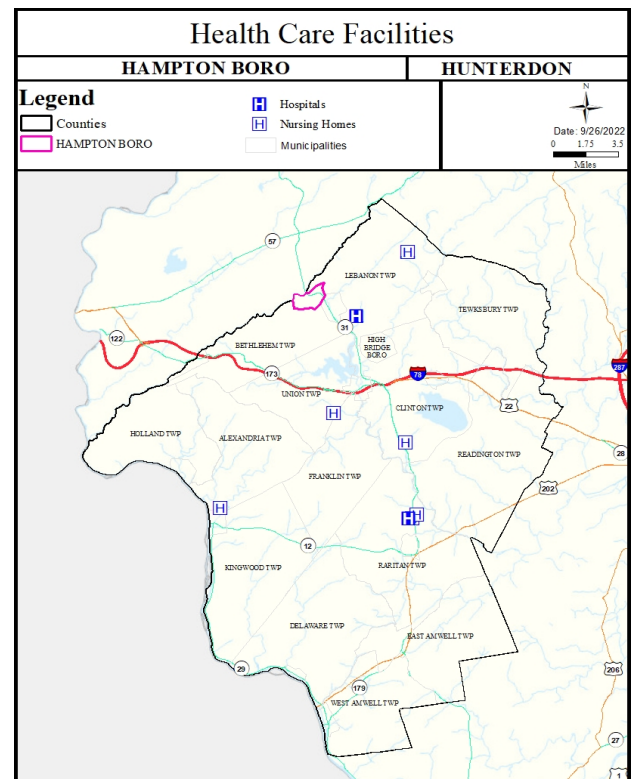 Health Care Facilities
HAMPTON BORO
HUNTERDON
Legend
Counties
HAMPTON BORO
H Hospitals
H Nursing Homes
Municipalities
N
Date: 9/26/2022
0 1.75 3.5
Miles
57
H
LEBANON TWP
TEWKSBURY TWP
H
31
122
BETHLEHEM TWP
HIGH
BRIDGE
BORO
173
78
287
UNION TWP
CLINTON TWP
22
H
HOLLAND TWP
ALEXANDRIA TWP
H
READINGTON TWP
28
FRANKLIN TWP
202
H
H
H
12
KINGWOOD TWP
RARITAN TWP
DELAWARE TWP
EAST AMWELL TWP
29
206
179
WEST AMWELL TWP
27
1